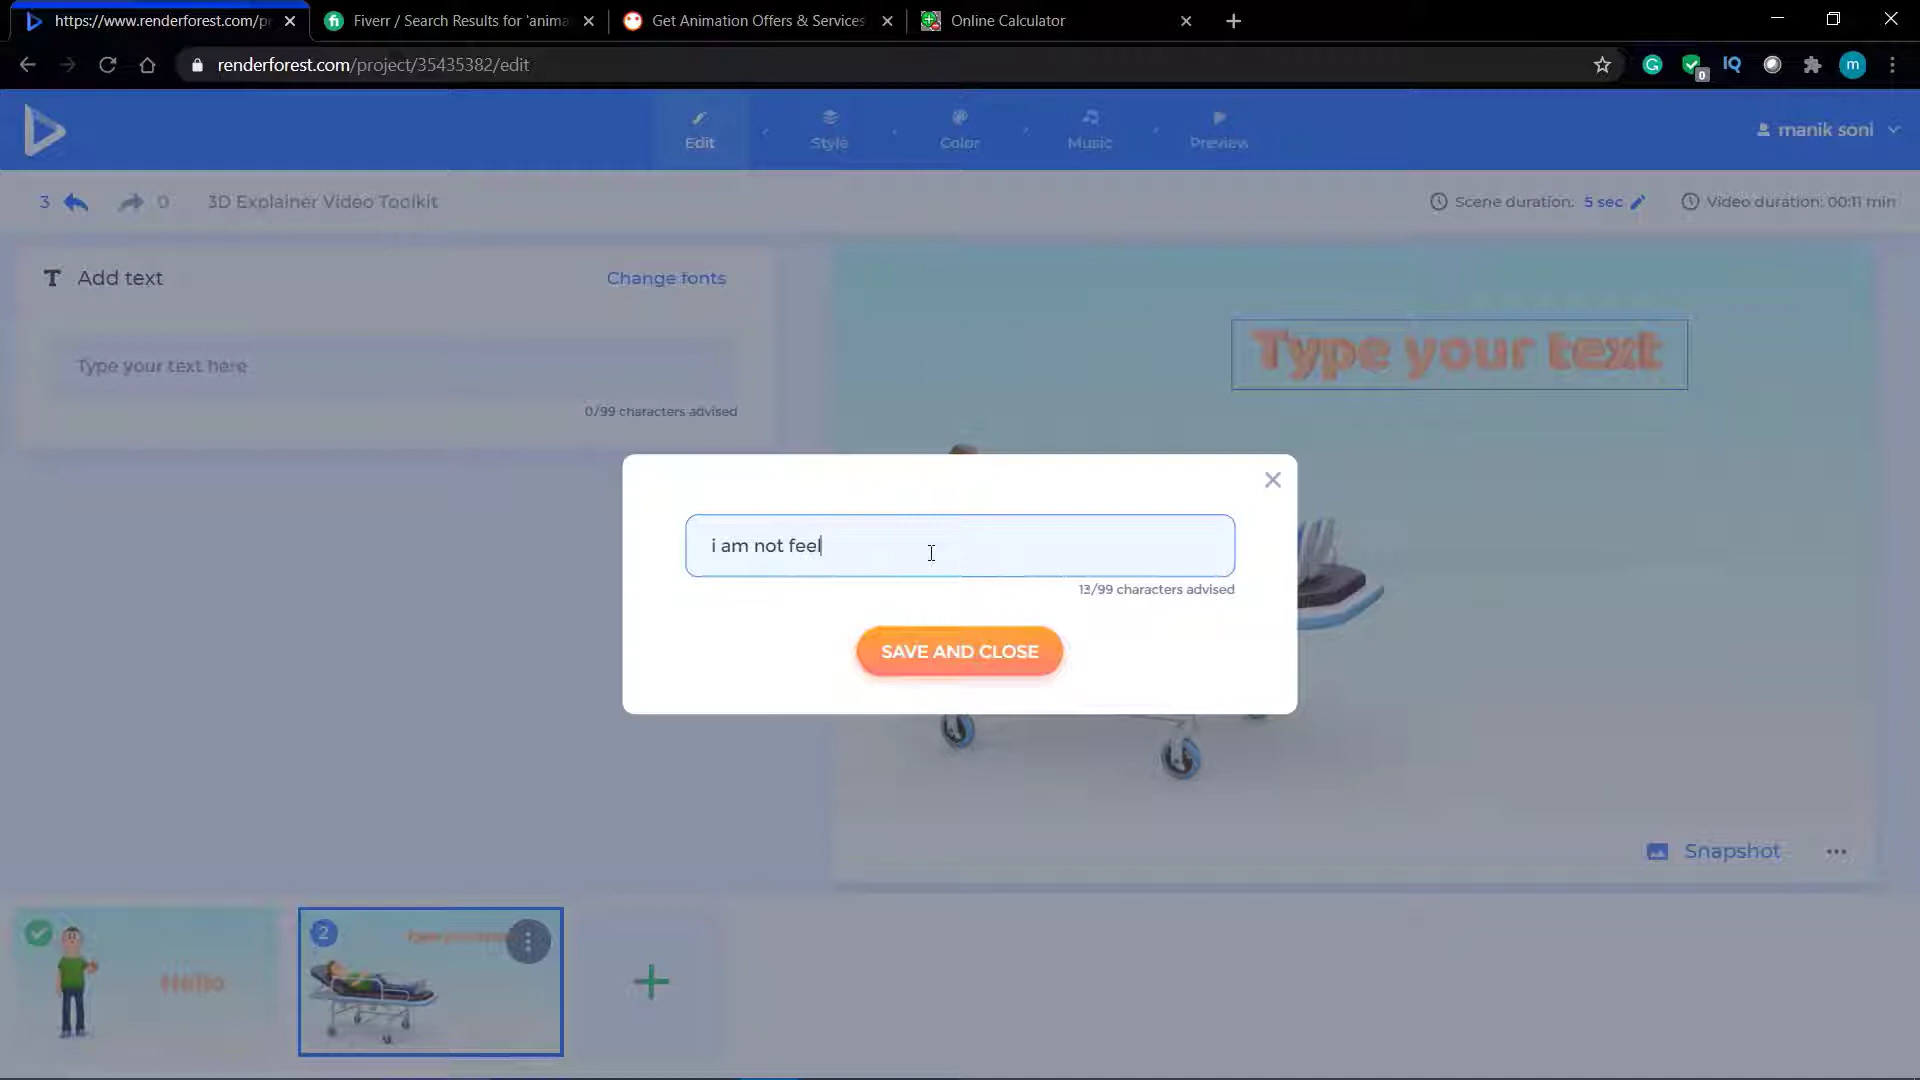 https://www.renderforest.com/pr
Fiverr / Search Results for 'anima
Get Animation Offers & Services
Online Calculator
renderforest.com/project/35435382/edit
0
IQ
m
Edit
Style
Color
Music
Preview
manik soni
3
0
3D Explainer Video Toolkit
Scene duration: 5 sec
Video duration: 00:11 min
T Add text
Change fonts
Type your text here
0/99 characters advised
Type your text
i am not feel
13/99 characters advised
SAVE AND CLOSE
Snapshot
Hello
2